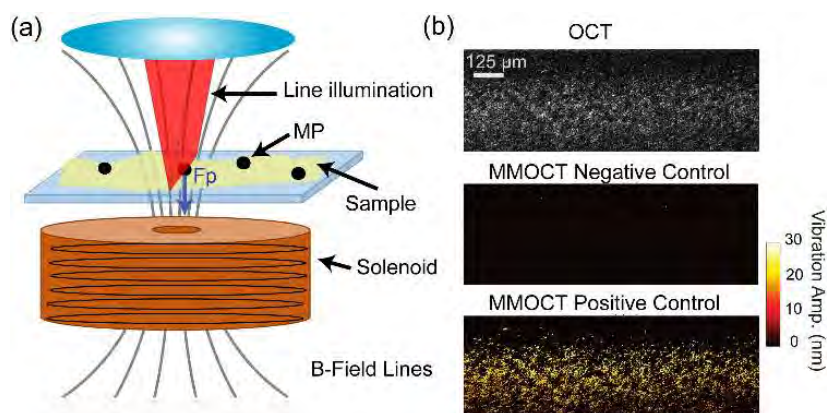 (a)
Line illumination
MP
Fp
Sample
Solenoid
B-Field Lines
(b)
OCT
125 µm
MMOCT Negative Control
MMOCT Positive Control
30
20
10
0
Vibration Amp. (nm)